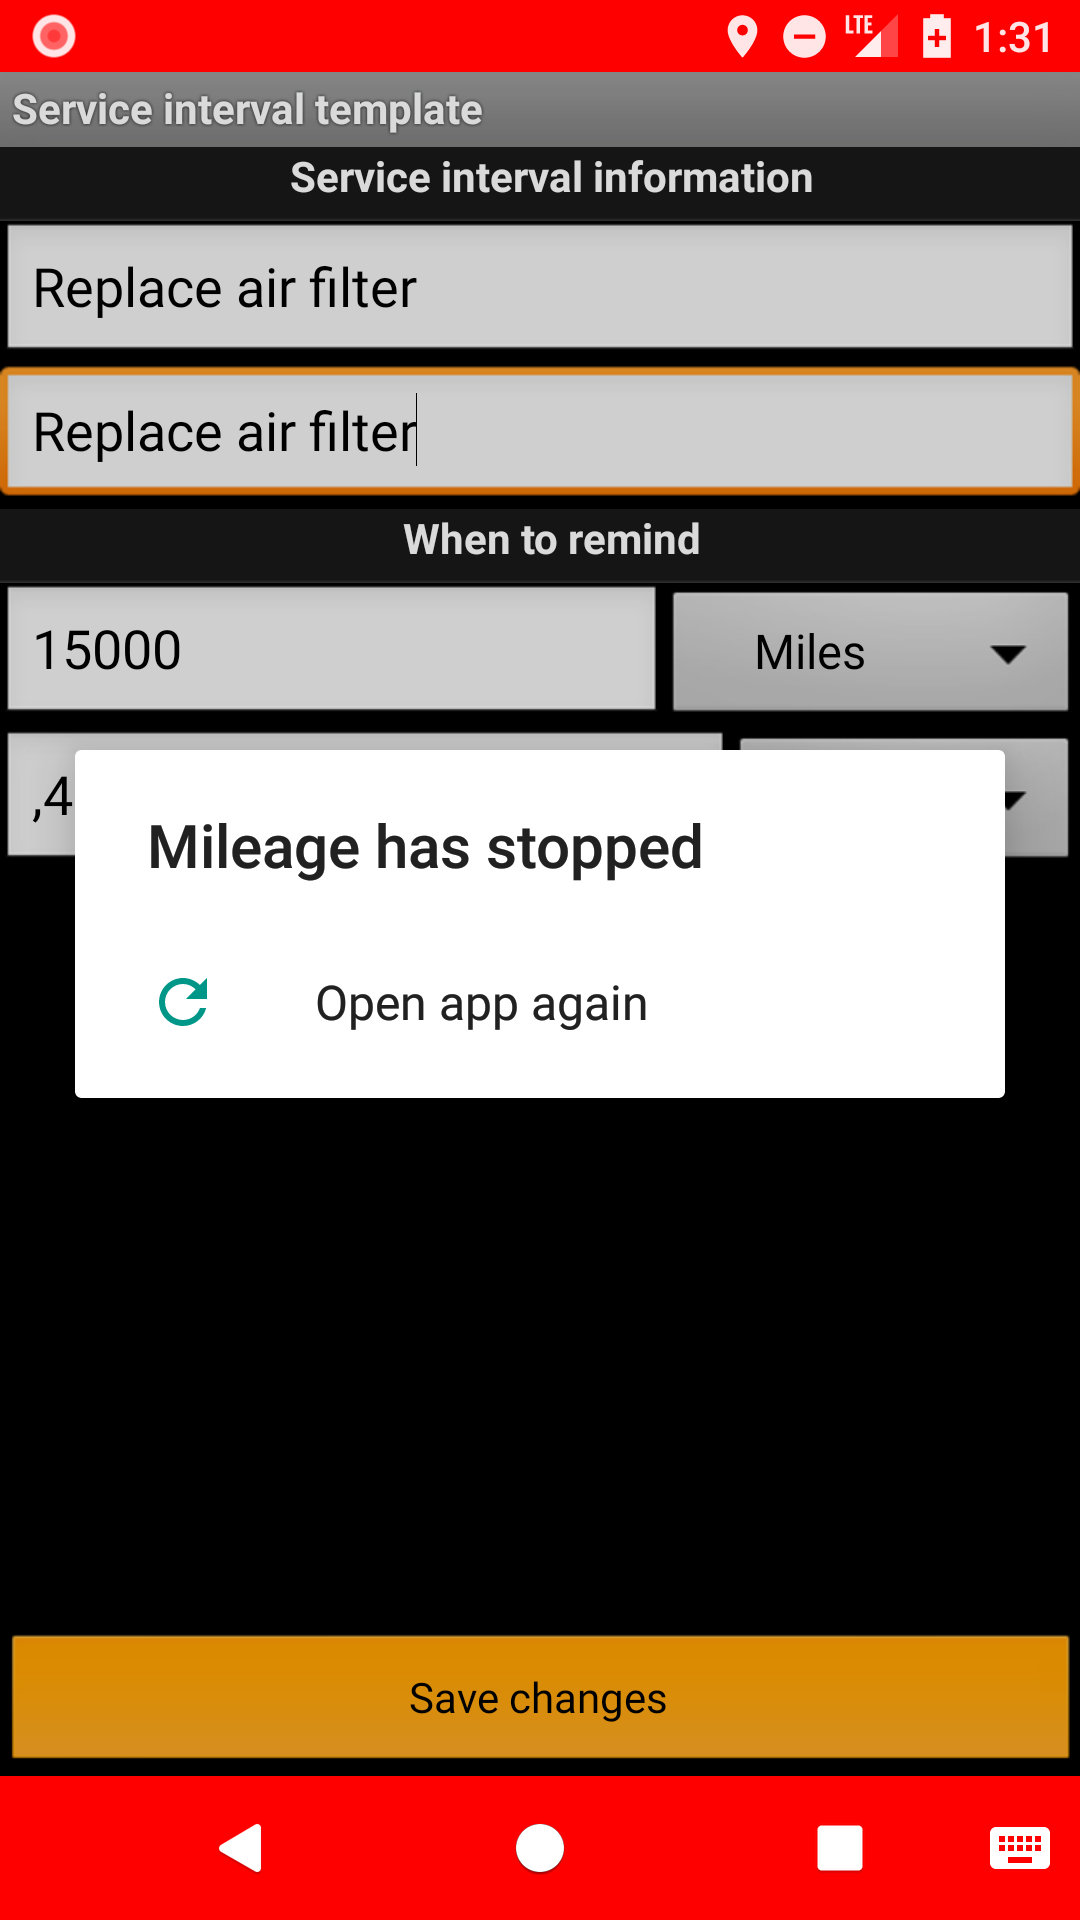 LTE 1:31
Service interval template
Service interval information
Replace air filter
Replace air filter
When to remind
15000 Miles
,4
Mileage has stopped
Open app again
Save changes